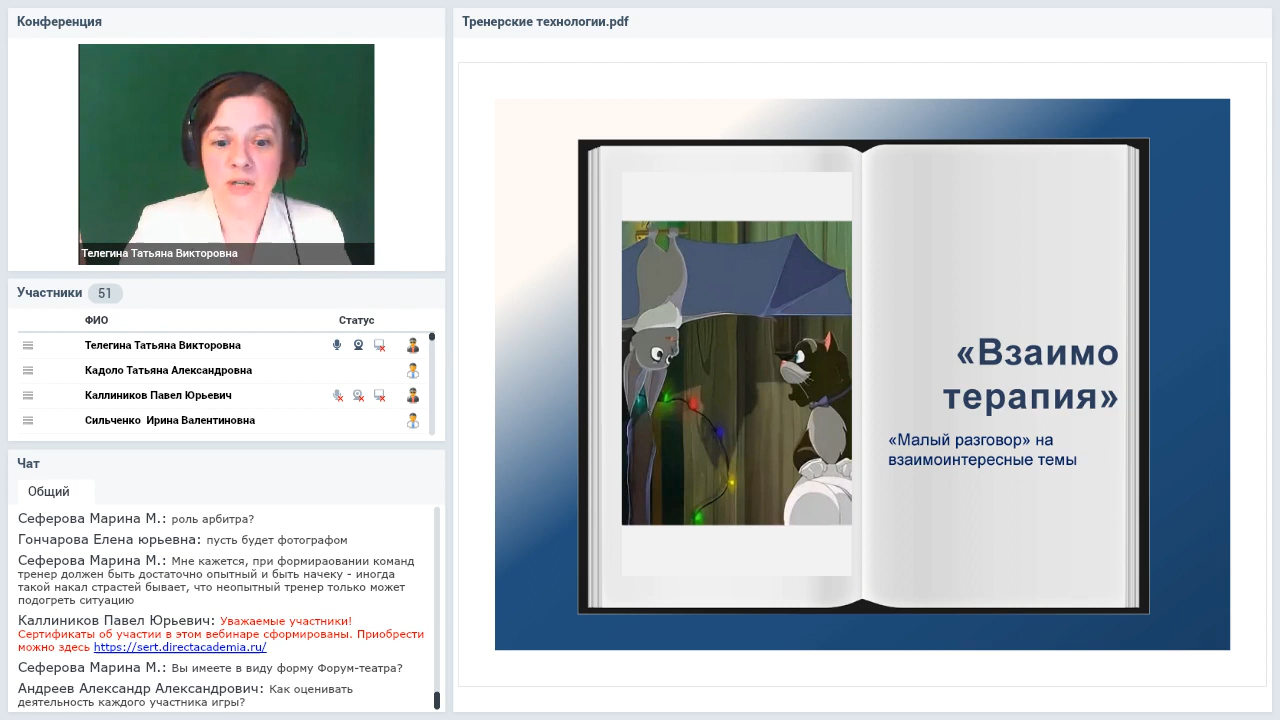 Конференция
Телегина Татьяна Викторовна
Участники 51
ФИО Статус
Телегина Татьяна Викторовна
Кадоло Татьяна Александровна
Каллиников Павел Юрьевич
Сильченко  Ирина Валентиновна
Чат
Общий
Сеферова Марина М.: роль арбитра?
Гончарова Елена юрьевна: пусть будет фотографом
Сеферова Марина М.: Мне кажется, при формираовании команд
тренер должен быть достаточно опытный и быть начеку - иногда
такой накал страстей бывает, что неопытный тренер только может
подогреть ситуацию
Каллиников Павел Юрьевич: Уважаемые участники!
Сертификаты об участии в этом вебинаре сформированы. Приобрести
можно здесь https://sert.directacademia.ru/
Сеферова Марина М.: Вы имеете в виду форму Форум-театра?
Андреев Александр Александрович: Как оценивать
деятельность каждого участника игры?
Тренерские технологии.pdf
«Взаимо
терапия»
«Малый разговор» на
взаимоинтересные темы